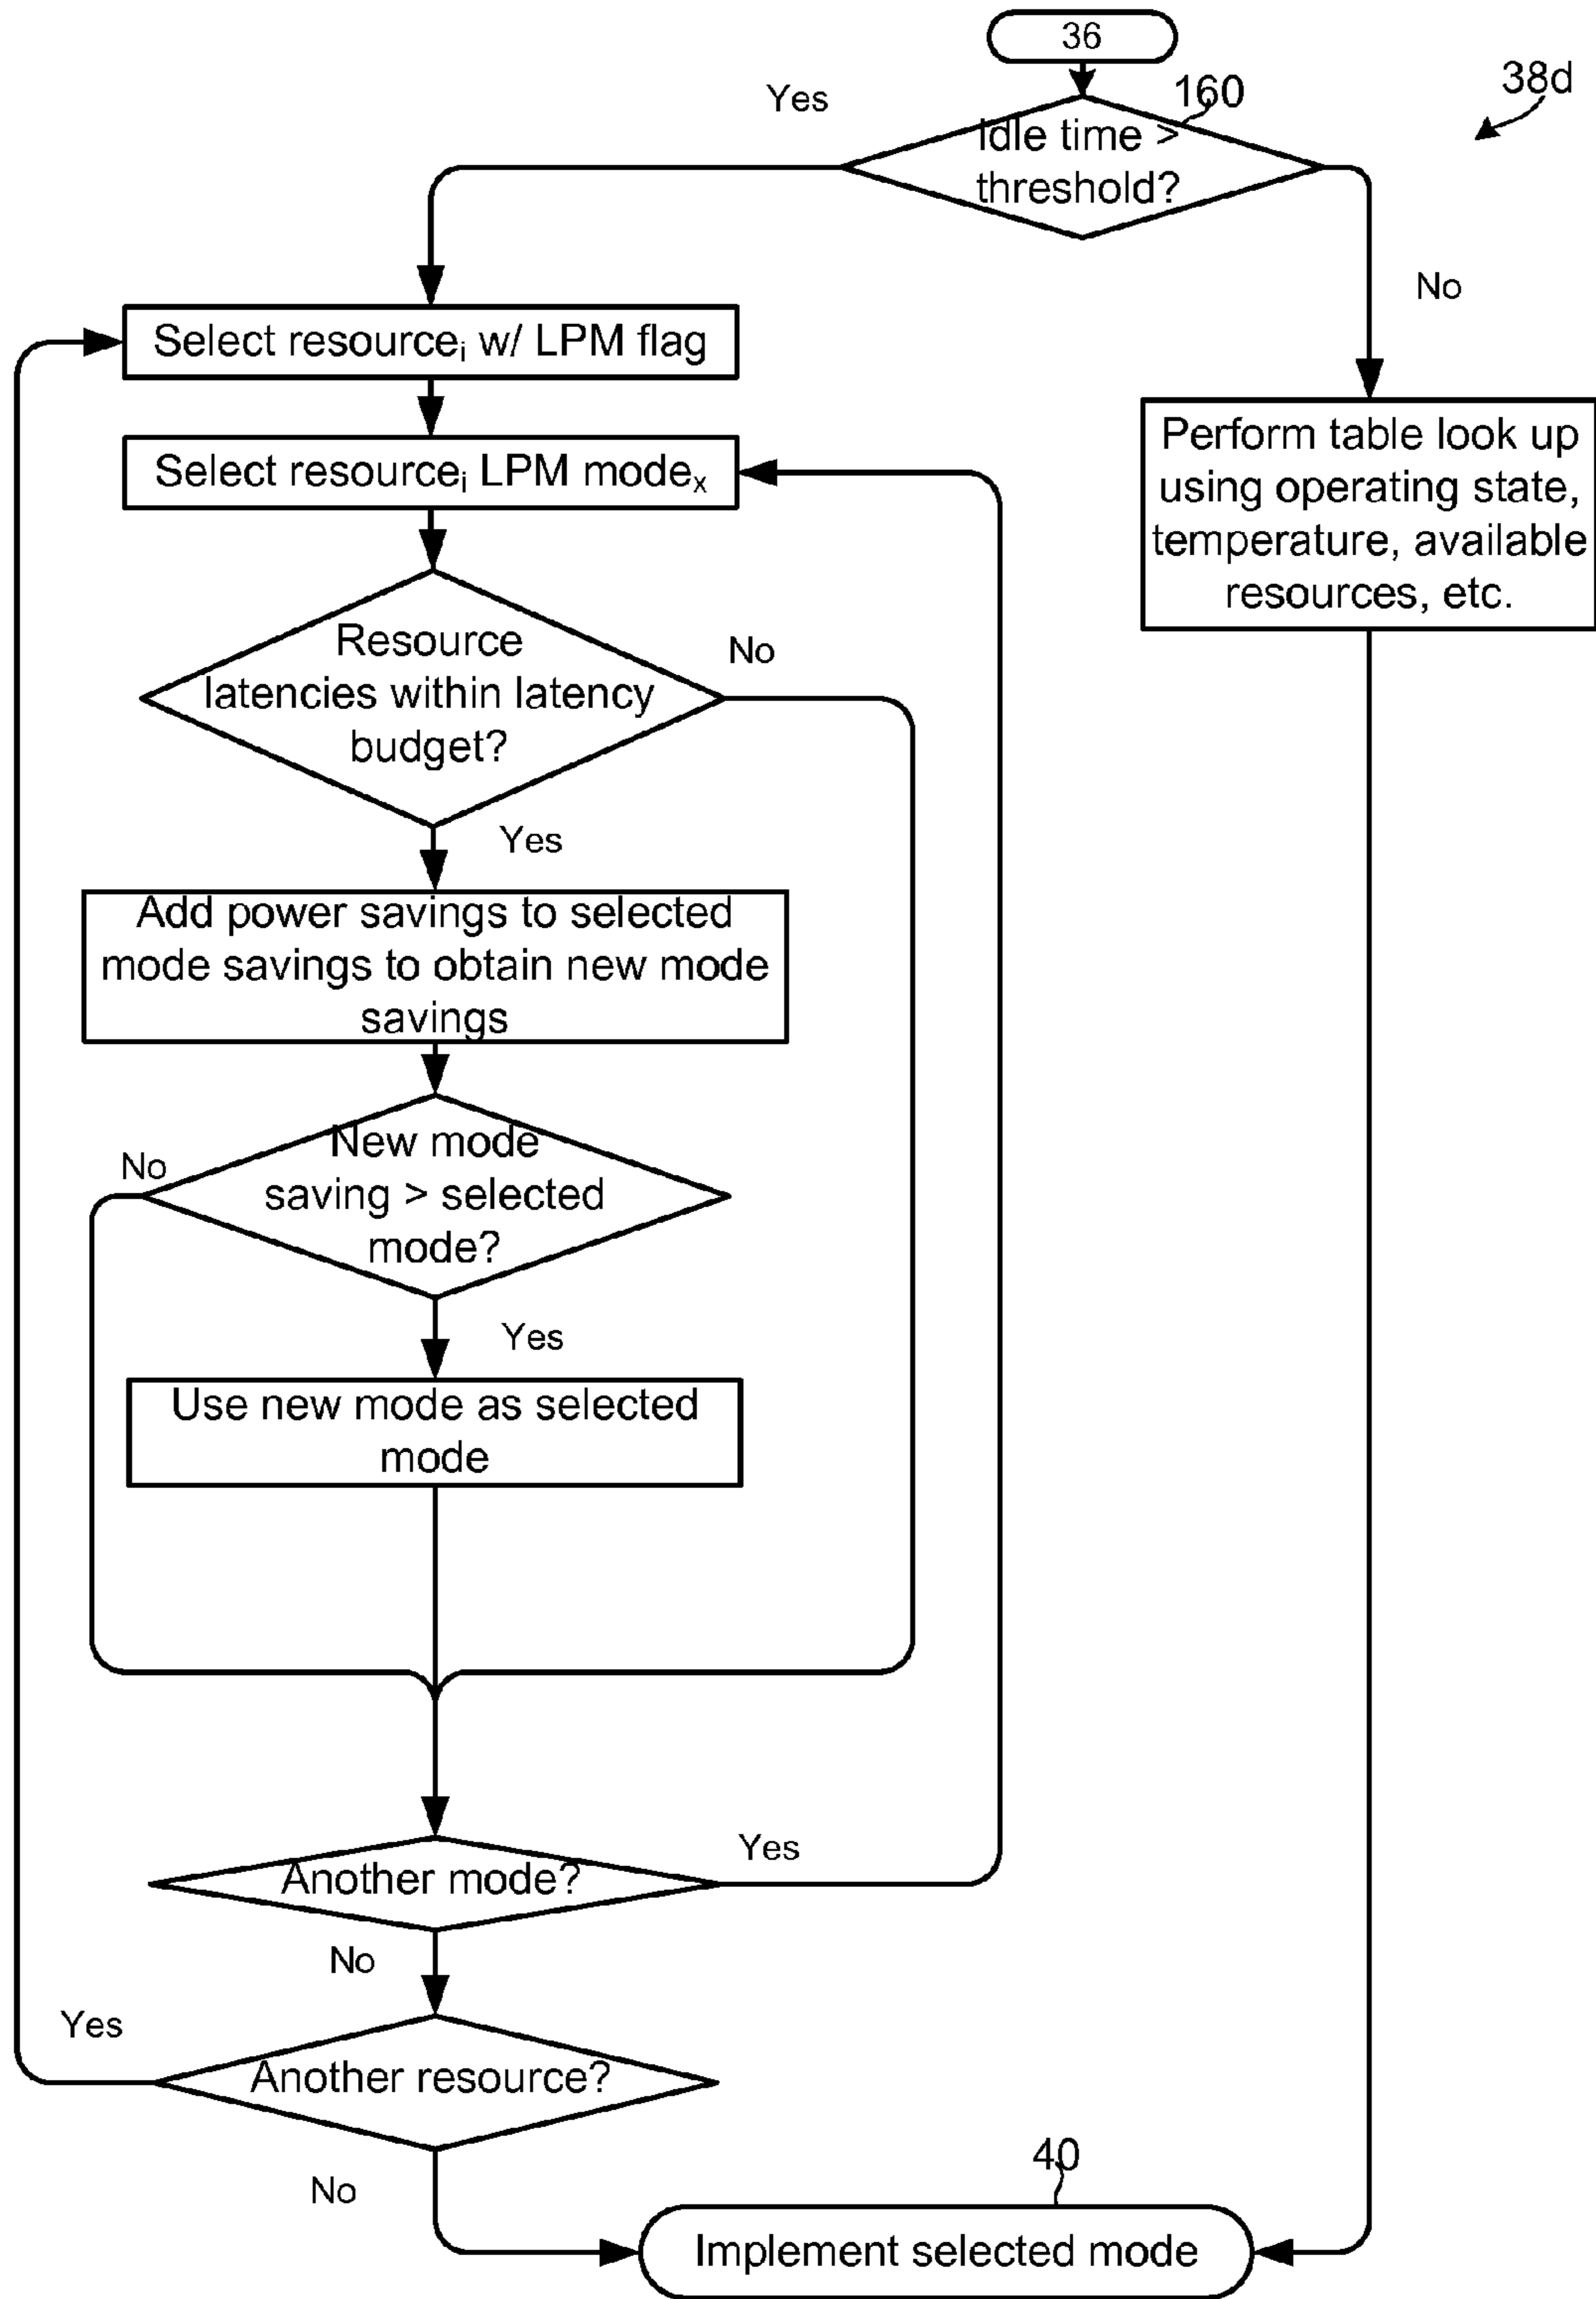 36
160
38d
Yes
Idle time >
threshold?
No
Select resourceᵢ w/ LPM flag
Select resourceᵢ LPM modeₓ
Perform table look up
using operating state,
temperature, available
resources, etc.
Resource
latencies within latency
budget?
No
Yes
Add power savings to selected
mode savings to obtain new mode
savings
New mode
saving > selected
mode?
No
Yes
Use new mode as selected
mode
Another mode?
Yes
No
Another resource?
Yes
No
40
Implement selected mode